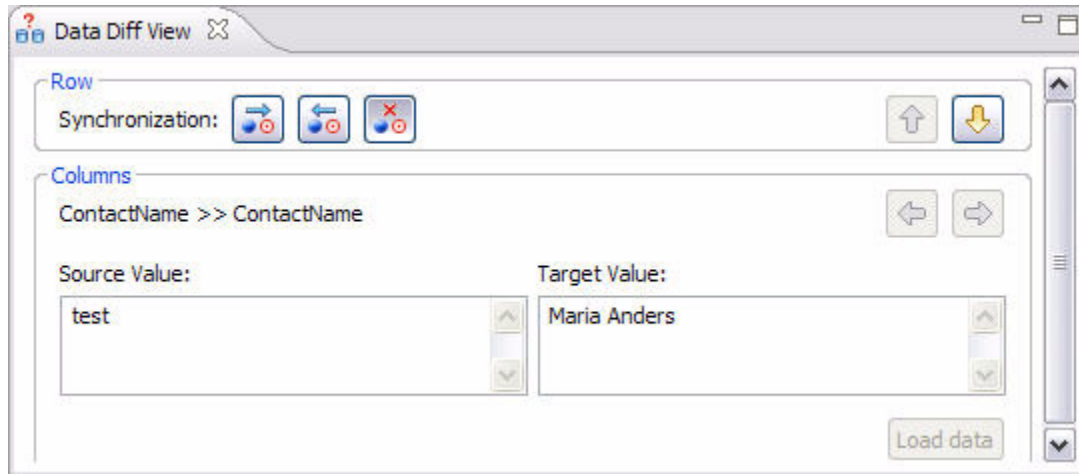 Data Diff View
Row
Synchronization:
Columns
ContactName >> ContactName
Source Value: Target Value:
test Maria Anders
Load data